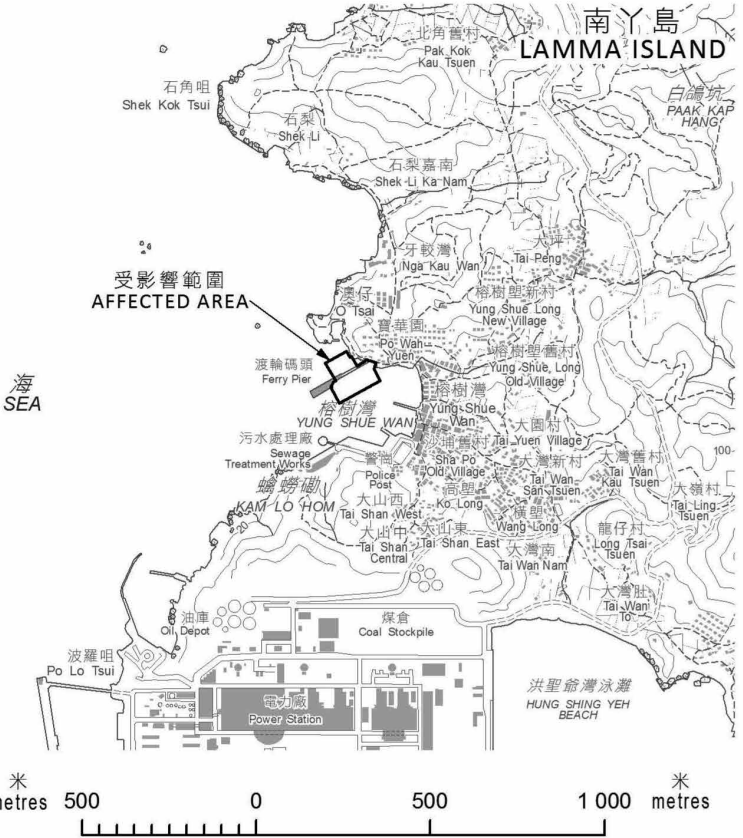 南丫島
LAMMA ISLAND
北角舊村
Pak Kok
Kau Tsuen
石角咀
Shek Kok Tsui
白鴿坑
PAAK KAP
HANG
石梨
Shek Li
石梨嘉南
Shek Li Ka Nam
大坪
Tai Peng
牙較灣
Nga Kau Wan
受影響範圍
AFFECTED AREA
澳仔
O Tsai
榕樹塱新村
Yung Shue Long
New Village
寶華園
Po Wah
Yuen
榕樹塱舊村
Yung Shue Long
Old Village
渡輪碼頭
Ferry Pier
海
SEA
榕樹灣
YUNG SHUE WAN
榕樹灣
Yung Shue
Wan
污水處理廠
Sewage
Treatment Works
大園村
Tai Yuen Village
沙埔舊村
Sha Po
Old Village
警崗
Police
Post
大灣新村
Tai Wan
San Tsuen
大灣舊村
Tai Wan
Kau Tsuen
100
大嶺村
Tai Ling
Tsuen
蠄蟧磡
KAM LO HOM
高塱
Ko Long
大山西
Tai Shan West
橫塱
Wang Long
龍仔村
Long Tsai
Tsuen
大山中
Tai Shan
Central
大山東
Tai Shan East
大灣南
Tai Wan Nam
大灣肚
Tai Wan
To
油庫
Oil Depot
煤倉
Coal Stockpile
波羅咀
Po Lo Tsui
電力廠
Power Station
洪聖爺灣泳灘
HUNG SHING YEH
BEACH
米 米
metres 500 0 500 1 000 metres